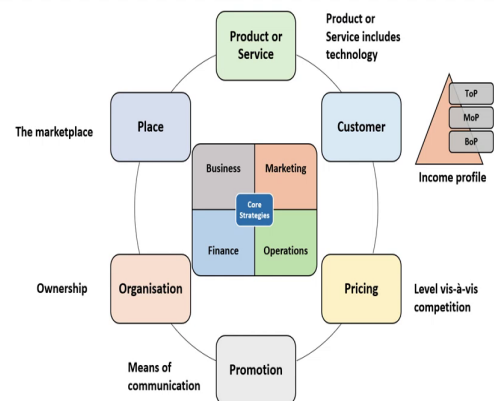 Product or
Service
Product or
Service includes
technology
The marketplace
Place
Customer
ToP
MoP
BoP
Income profile
Business
Marketing
Core
Strategies
Finance
Operations
Ownership
Organisation
Pricing
Level vis-à-vis
competition
Means of
communication
Promotion